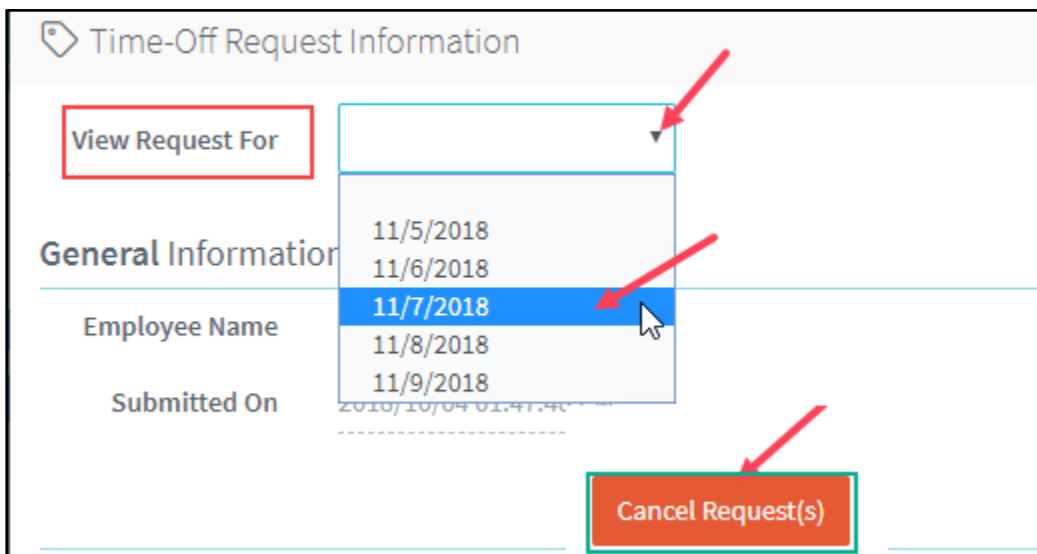 Time-Off Request Information
View Request For
11/5/2018
General Information
11/6/2018
11/7/2018
Employee Name
11/8/2018
11/9/2018
Submitted On
Cancel Request(s)